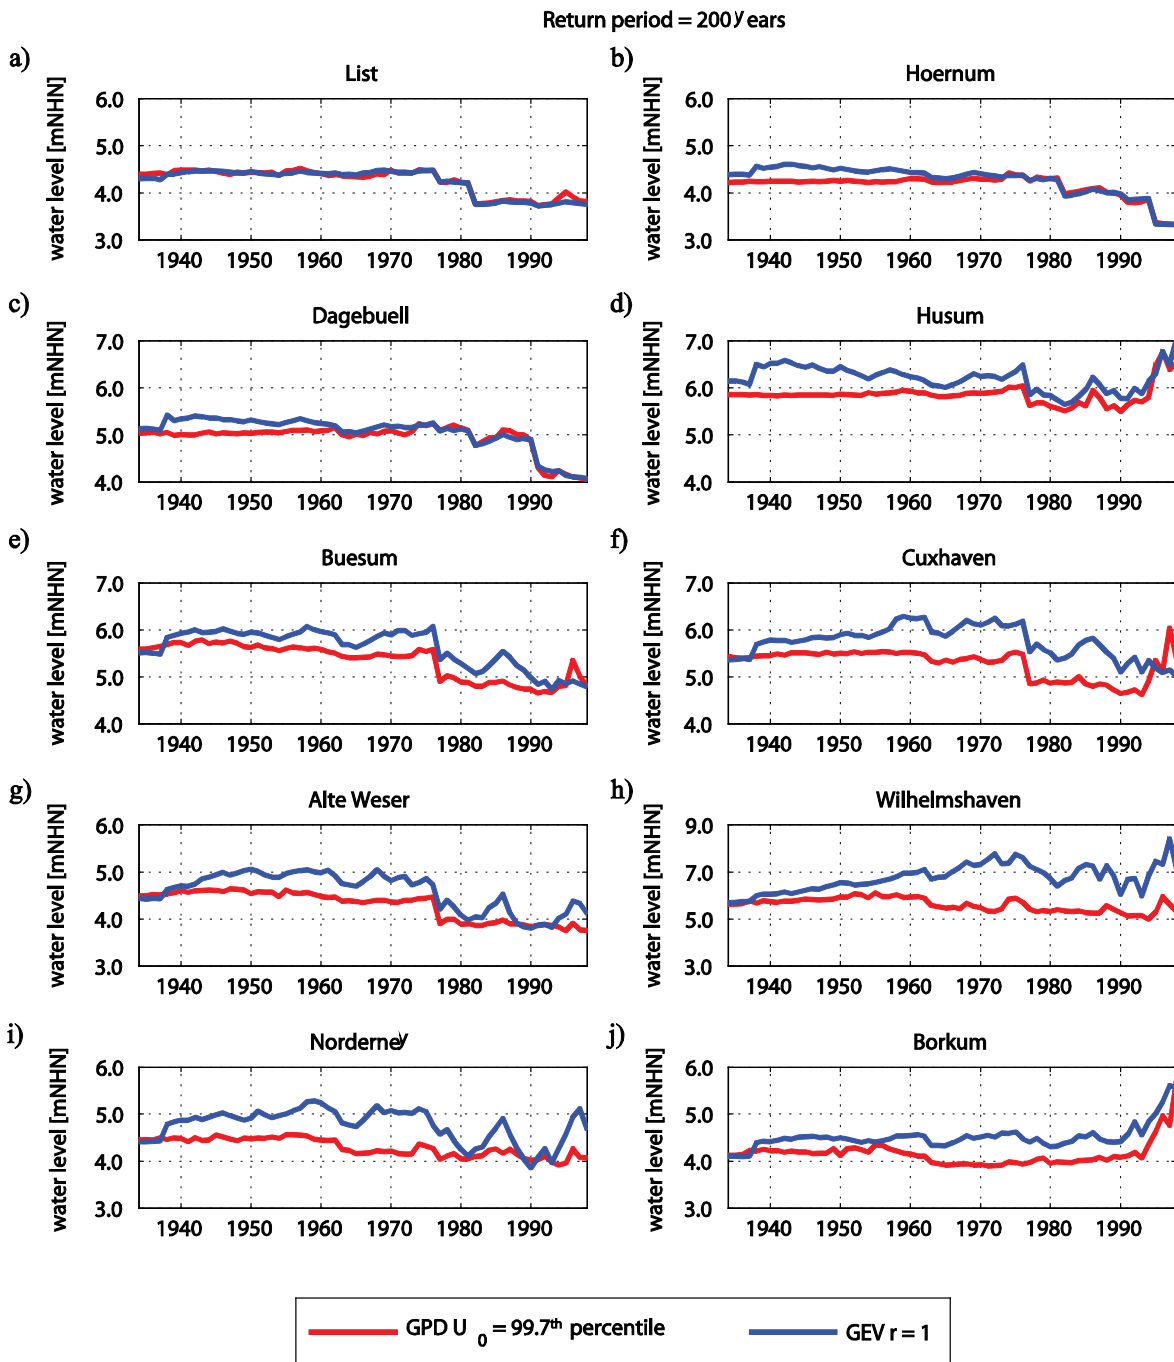 Return period = 200 years
a)
List
b)
Hoernum
water level [mNHN]
6.0
5.0
4.0
3.0
1940 1950 1960 1970 1980 1990
water level [mNHN]
6.0
5.0
4.0
3.0
1940 1950 1960 1970 1980 1990
c)
Dagebuell
d)
Husum
water level [mNHN]
7.0
6.0
5.0
4.0
1940 1950 1960 1970 1980 1990
water level [mNHN]
7.0
6.0
5.0
4.0
1940 1950 1960 1970 1980 1990
e)
Buesum
f)
Cuxhaven
water level [mNHN]
7.0
6.0
5.0
4.0
1940 1950 1960 1970 1980 1990
water level [mNHN]
7.0
6.0
5.0
4.0
1940 1950 1960 1970 1980 1990
g)
Alte Weser
h)
Wilhelmshaven
water level [mNHN]
6.0
5.0
4.0
3.0
1940 1950 1960 1970 1980 1990
water level [mNHN]
9.0
7.0
5.0
3.0
1940 1950 1960 1970 1980 1990
i)
Norderney
j)
Borkum
water level [mNHN]
6.0
5.0
4.0
3.0
1940 1950 1960 1970 1980 1990
water level [mNHN]
6.0
5.0
4.0
3.0
1940 1950 1960 1970 1980 1990
GPD U 0 = 99.7th percentile
GEV r = 1